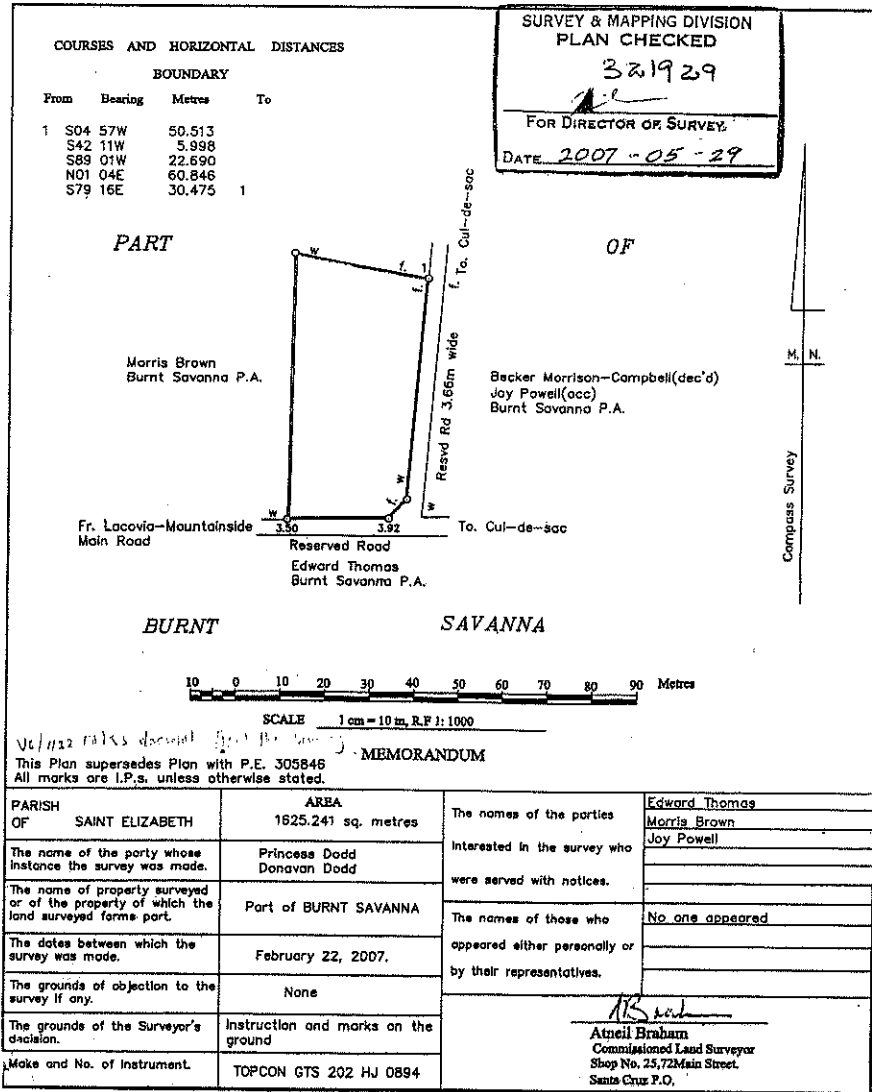 COURSES AND HORIZONTAL DISTANCES
BOUNDARY
From Bearing Metres To
1 S04 57W 50.513
S42 11W 5.998
S89 01W 22.690
N01 04E 60.846
S79 16E 30.475 1
SURVEY & MAPPING DIVISION
PLAN CHECKED
321929
FOR DIRECTOR OF SURVEY
DATE 2007-05-29
PART
OF
w
f.
1
f.
f. To. Cul-de-sac
Resvd Rd 3.66m wide
Morris Brown
Burnt Savanna P.A.
Becker Morrison-Campbell(dec'd)
Joy Powell(occ)
Burnt Savanna P.A.
M. N.
Compass Survey
w
f.
w
w
3.50
3.92
Fr. Lacovia-Mountainside
Main Road
To. Cul-de-sac
Reserved Road
Edward Thomas
Burnt Savanna P.A.
BURNT
SAVANNA
10 0 10 20 30 40 50 60 70 80 90 Metres
SCALE 1 cm = 10 m, R.F 1: 1000
MEMORANDUM
This Plan supersedes Plan with P.E. 305846
All marks are I.P.s. unless otherwise stated.
PARISH
OF SAINT ELIZABETH
AREA
1625.241 sq. metres
The name of the party whose
instance the survey was made.
Princess Dodd
Donavan Dodd
The name of property surveyed
or of the property of which the
land surveyed forms part.
Part of BURNT SAVANNA
The dates between which the
survey was made.
February 22, 2007.
The grounds of objection to the
survey if any.
None
The grounds of the Surveyor's
decision.
Instruction and marks on the
ground
Make and No. of Instrument.
TOPCON GTS 202 HJ 0894
The names of the parties
interested in the survey who
were served with notices.
Edward Thomas
Morris Brown
Joy Powell
The names of those who
appeared either personally or
by their representatives.
No one appeared
Atneil Braham
Commissioned Land Surveyor
Shop No. 25,72Main Street.
Santa Cruz P.O,